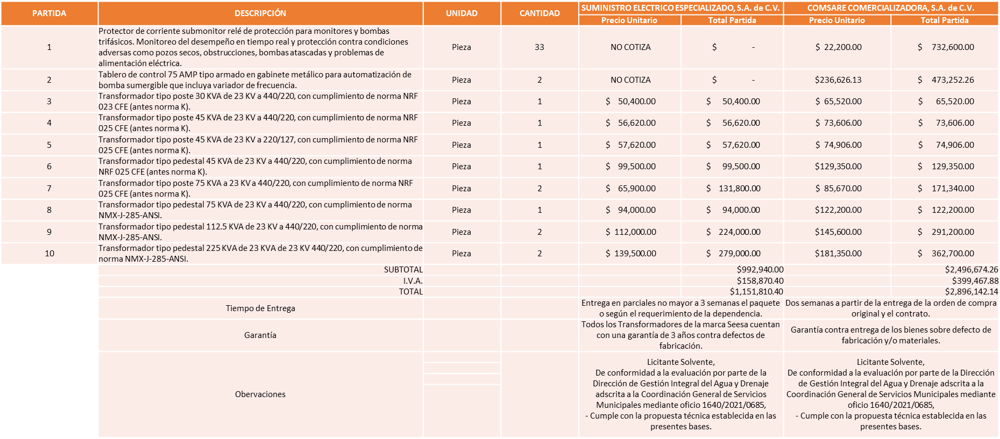 PARTIDA DESCRIPCIÓN UNIDAD CANTIDAD SUMINISTRO ELECTRICO ESPECIALIZADO, S.A. de C.V. COMSARE COMERCIALIZADORA, S.A. de C.V.
Precio Unitario Total Partida Precio Unitario Total Partida
Protector de corriente submonitor relé de protección para monitores y bombas
trifásicos. Monitoreo del desempeño en tiempo real y protección contra condiciones
1 adversas como pozos secos, obstrucciones, bombas atascadas y problemas de Pieza 33 NO COTIZA $ - $ 22,200.00 $ 732,600.00
alimentación eléctrica.
Tablero de control 75 AMP tipo armado en gabinete metálico para automatización de
2 bomba sumergible que incluya variador de frecuencia. Pieza 2 NO COTIZA $ - $236,626.13 $ 473,252.26
Transformador tipo poste 30 KVA de 23 KV a 440/220, con cumplimiento de norma NRF
3 023 CFE (antes norma K). Pieza 1 $ 50,400.00 $ 50,400.00 $ 65,520.00 $ 65,520.00
Transformador tipo poste 45 KVA de 23 KV a 440/220, con cumplimiento de norma NRF
4 025 CFE (antes norma K). Pieza 1 $ 56,620.00 $ 56,620.00 $ 73,606.00 $ 73,606.00
Transformador tipo poste 45 KVA de 23 KV a 220/127, con cumplimiento de norma NRF
5 025 CFE (antes norma K). Pieza 1 $ 57,620.00 $ 57,620.00 $ 74,906.00 $ 74,906.00
Transformador tipo pedestal 45 KVA de 23 KV a 440/220, con cumplimiento de norma
6 NRF 025 CFE (antes norma K). Pieza 1 $ 99,500.00 $ 99,500.00 $129,350.00 $ 129,350.00
Transformador tipo poste 75 KVA a 23 KV a 440/220, con cumplimiento de norma NRF
7 025 CFE (antes norma K). Pieza 2 $ 65,900.00 $ 131,800.00 $ 85,670.00 $ 171,340.00
Transformador tipo pedestal 75 KVA de 23 KV a 440/220, con cumplimiento de norma
8 NMX-J-285-ANSI. Pieza 1 $ 94,000.00 $ 94,000.00 $122,200.00 $ 122,200.00
Transformador tipo pedestal 112.5 KVA de 23 KV a 440/220, con cumplimiento de norma
9 NMX-J-285-ANSI. Pieza 2 $ 112,000.00 $ 224,000.00 $145,600.00 $ 291,200.00
Transformador tipo pedestal 225 KVA de 23 KVA de 23 KV 440/220, con cumplimiento de
10 norma NMX-J-285-ANSI. Pieza 2 $ 139,500.00 $ 279,000.00 $181,350.00 $ 362,700.00
SUBTOTAL $992,940.00 $2,496,674.26
I.V.A. $158,870.40 $399,467.88
TOTAL $1,151,810.40 $2,896,142.14
Tiempo de Entrega
Entrega en parciales no mayor a 3 semanas el paquete
o según el requerimiento de la dependencia.
Dos semanas a partir de la entrega de la orden de compra
original y el contrato.
Garantía
Todos los Transformadores de la marca Seesa cuentan
con una garantía de 3 años contra defectos de
fabricación.
Garantía contra entrega de los bienes sobre defecto de
fabricación y/o materiales.
Obervaciones
Licitante Solvente,
De conformidad a la evaluación por parte de la
Dirección de Gestión Integral del Agua y Drenaje
adscrita a la Coordinación General de Servicios
Municipales mediante oficio 1640/2021/0685,
- Cumple con la propuesta técnica establecida en las
presentes bases.
Licitante Solvente,
De conformidad a la evaluación por parte de la Dirección
de Gestión Integral del Agua y Drenaje adscrita a la
Coordinación General de Servicios Municipales mediante
oficio 1640/2021/0685,
- Cumple con la propuesta técnica establecida en las
presentes bases.